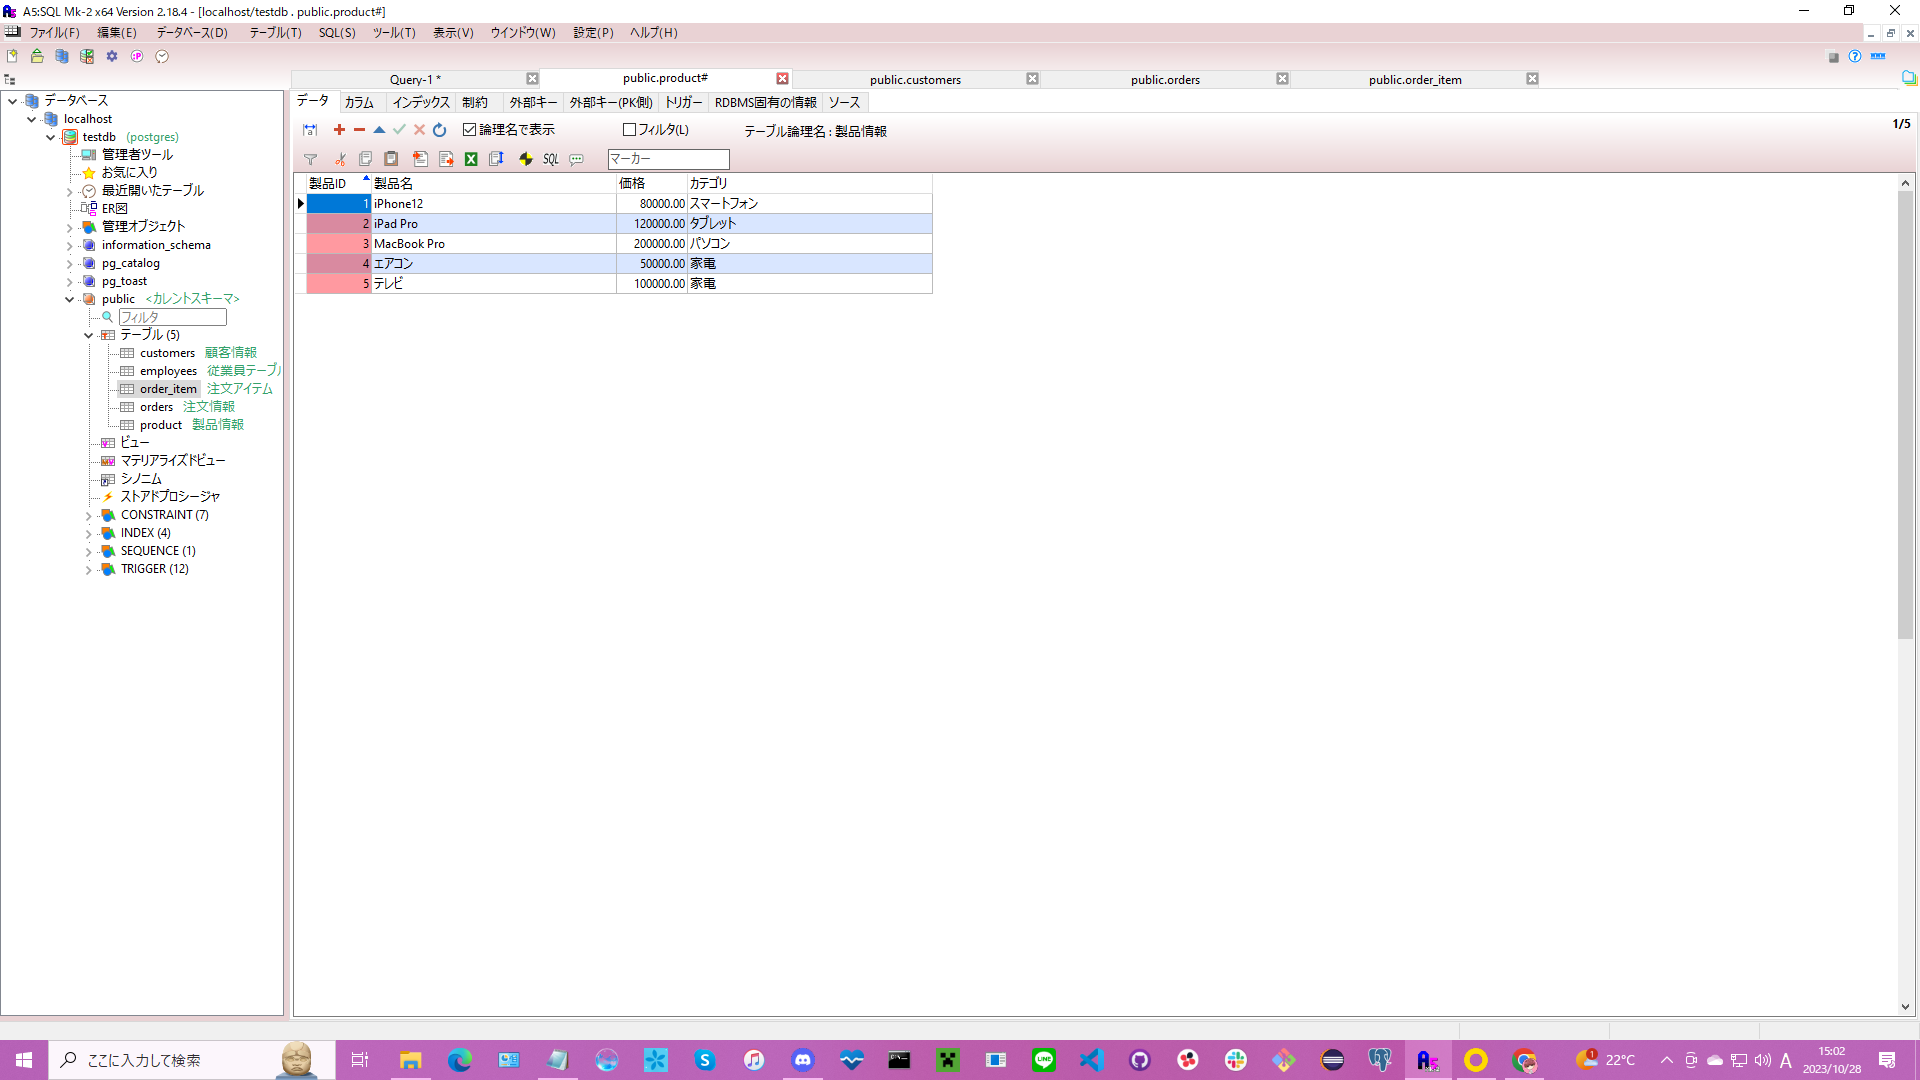 A5:SQL Mk-2 x64 Version 2.18.4 - [localhost/testdb . public.product#]
ファイル(F) 編集(E) データベース(D) テーブル(T) SQL(S) ツール(T) 表示(V) ウインドウ(W) 設定(P) ヘルプ(H)
Query-1 * public.product# public.customers public.orders public.order_item
データ カラム インデックス 制約 外部キー 外部キー(PK側) トリガー RDBMS固有の情報 ソース
論理名で表示 フィルタ(L) テーブル論理名 : 製品情報 1/5
SQL マーカー
製品ID 製品名 価格 カテゴリ
1 iPhone12 80000.00 スマートフォン
2 iPad Pro 120000.00 タブレット
3 MacBook Pro 200000.00 パソコン
4 エアコン 50000.00 家電
5 テレビ 100000.00 家電
データベース
localhost
testdb (postgres)
管理者ツール
お気に入り
最近開いたテーブル
ER図
管理オブジェクト
information_schema
pg_catalog
pg_toast
public <カレントスキーマ>
フィルタ
テーブル (5)
customers 顧客情報
employees 従業員テーブル
order_item 注文アイテム
orders 注文情報
product 製品情報
ビュー
マテリアライズドビュー
シノニム
ストアドプロシージャ
CONSTRAINT (7)
INDEX (4)
SEQUENCE (1)
TRIGGER (12)
ここに入力して検索
LINE
1
22°C
A
15:02
2023/10/28